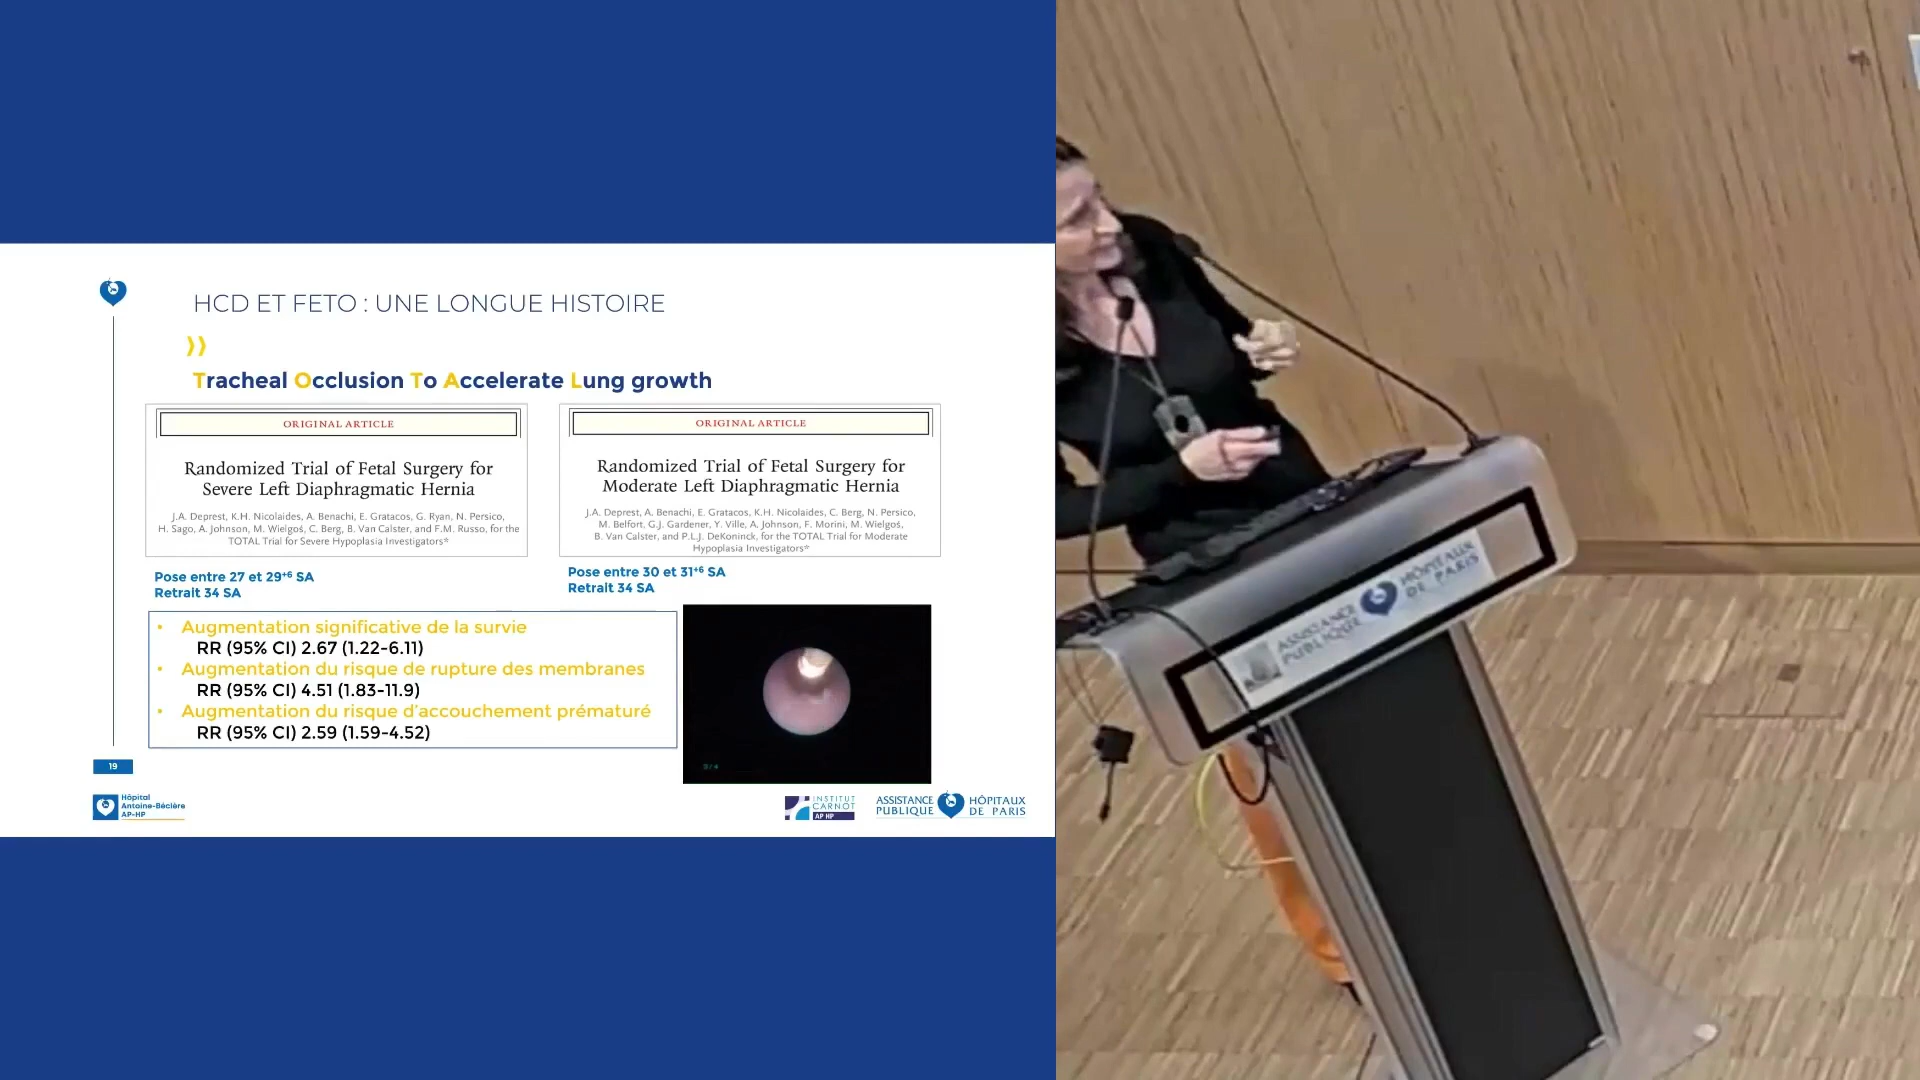 HCD ET FETO : UNE LONGUE HISTOIRE
Tracheal Occlusion To Accelerate Lung growth
ORIGINAL ARTICLE
Randomized Trial of Fetal Surgery for
Severe Left Diaphragmatic Hernia
J.A. Deprest, K.H. Nicolaides, A. Benachi, E. Gratacos, G. Ryan, N. Persico,
H. Sago, A. Johnson, M. Wielgoś, C. Berg, B. Van Calster, and F.M. Russo, for the
TOTAL Trial for Severe Hypoplasia Investigators*
Pose entre 27 et 29+6 SA
Retrait 34 SA
ORIGINAL ARTICLE
Randomized Trial of Fetal Surgery for
Moderate Left Diaphragmatic Hernia
J.A. Deprest, A. Benachi, E. Gratacos, K.H. Nicolaides, C. Berg, N. Persico,
M. Belfort, G.J. Gardener, Y. Ville, A. Johnson, F. Morini, M. Wielgoś,
B. Van Calster, and P.L.J. DeKoninck, for the TOTAL Trial for Moderate
Hypoplasia Investigators*
Pose entre 30 et 31+6 SA
Retrait 34 SA
• Augmentation significative de la survie
RR (95% CI) 2.67 (1.22-6.11)
• Augmentation du risque de rupture des membranes
RR (95% CI) 4.51 (1.83-11.9)
• Augmentation du risque d'accouchement prématuré
RR (95% CI) 2.59 (1.59-4.52)
19
Hôpital
Antoine-Béclère
AP-HP
INSTITUT
CARNOT
AP HP
ASSISTANCE
PUBLIQUE
HÔPITAUX
DE PARIS
ASSISTANCE
PUBLIQUE
HÔPITAUX
DE PARIS